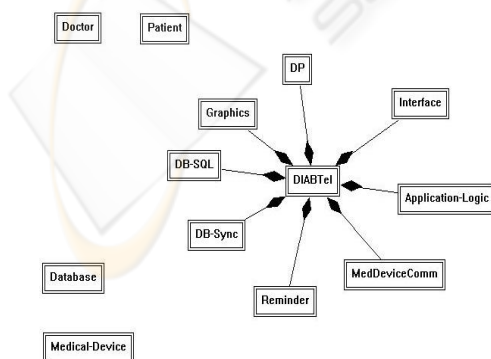 Doctor
Patient
DP
Interface
Graphics
DB-SQL
DIABTel
Application-Logic
DB-Sync
Database
MedDeviceComm
Reminder
Medical-Device